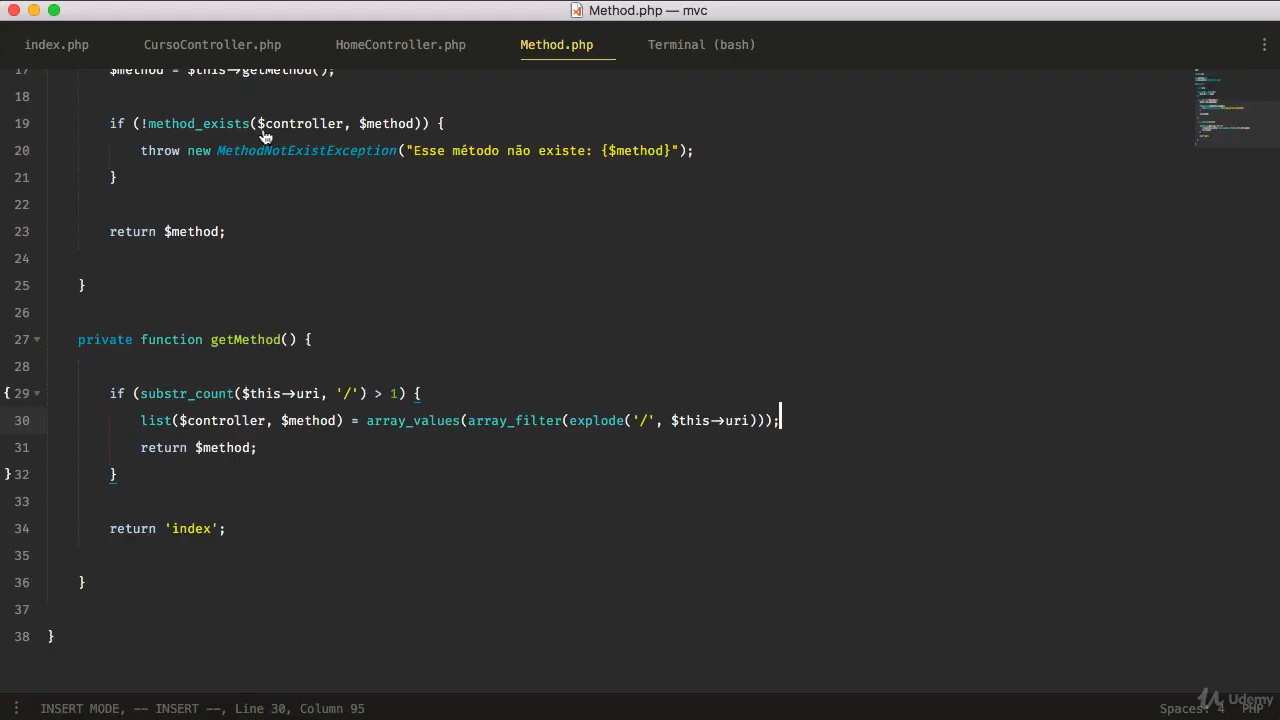 Method.php — mvc
index.php CursoController.php HomeController.php Method.php Terminal (bash)
17 $method = $this->getMethod();
18
19 if (!method_exists($controller, $method)) {
20 throw new MethodNotExistException("Esse método não existe: {$method}");
21 }
22
23 return $method;
24
25 }
26
27 private function getMethod() {
28
{ 29 if (substr_count($this->uri, '/') > 1) {
30 list($controller, $method) = array_values(array_filter(explode('/', $this->uri)));
31 return $method;
} 32 }
33
34 return 'index';
35
36 }
37
38 }
INSERT MODE, -- INSERT --, Line 30, Column 95 Spaces: 4 PHP
Udemy